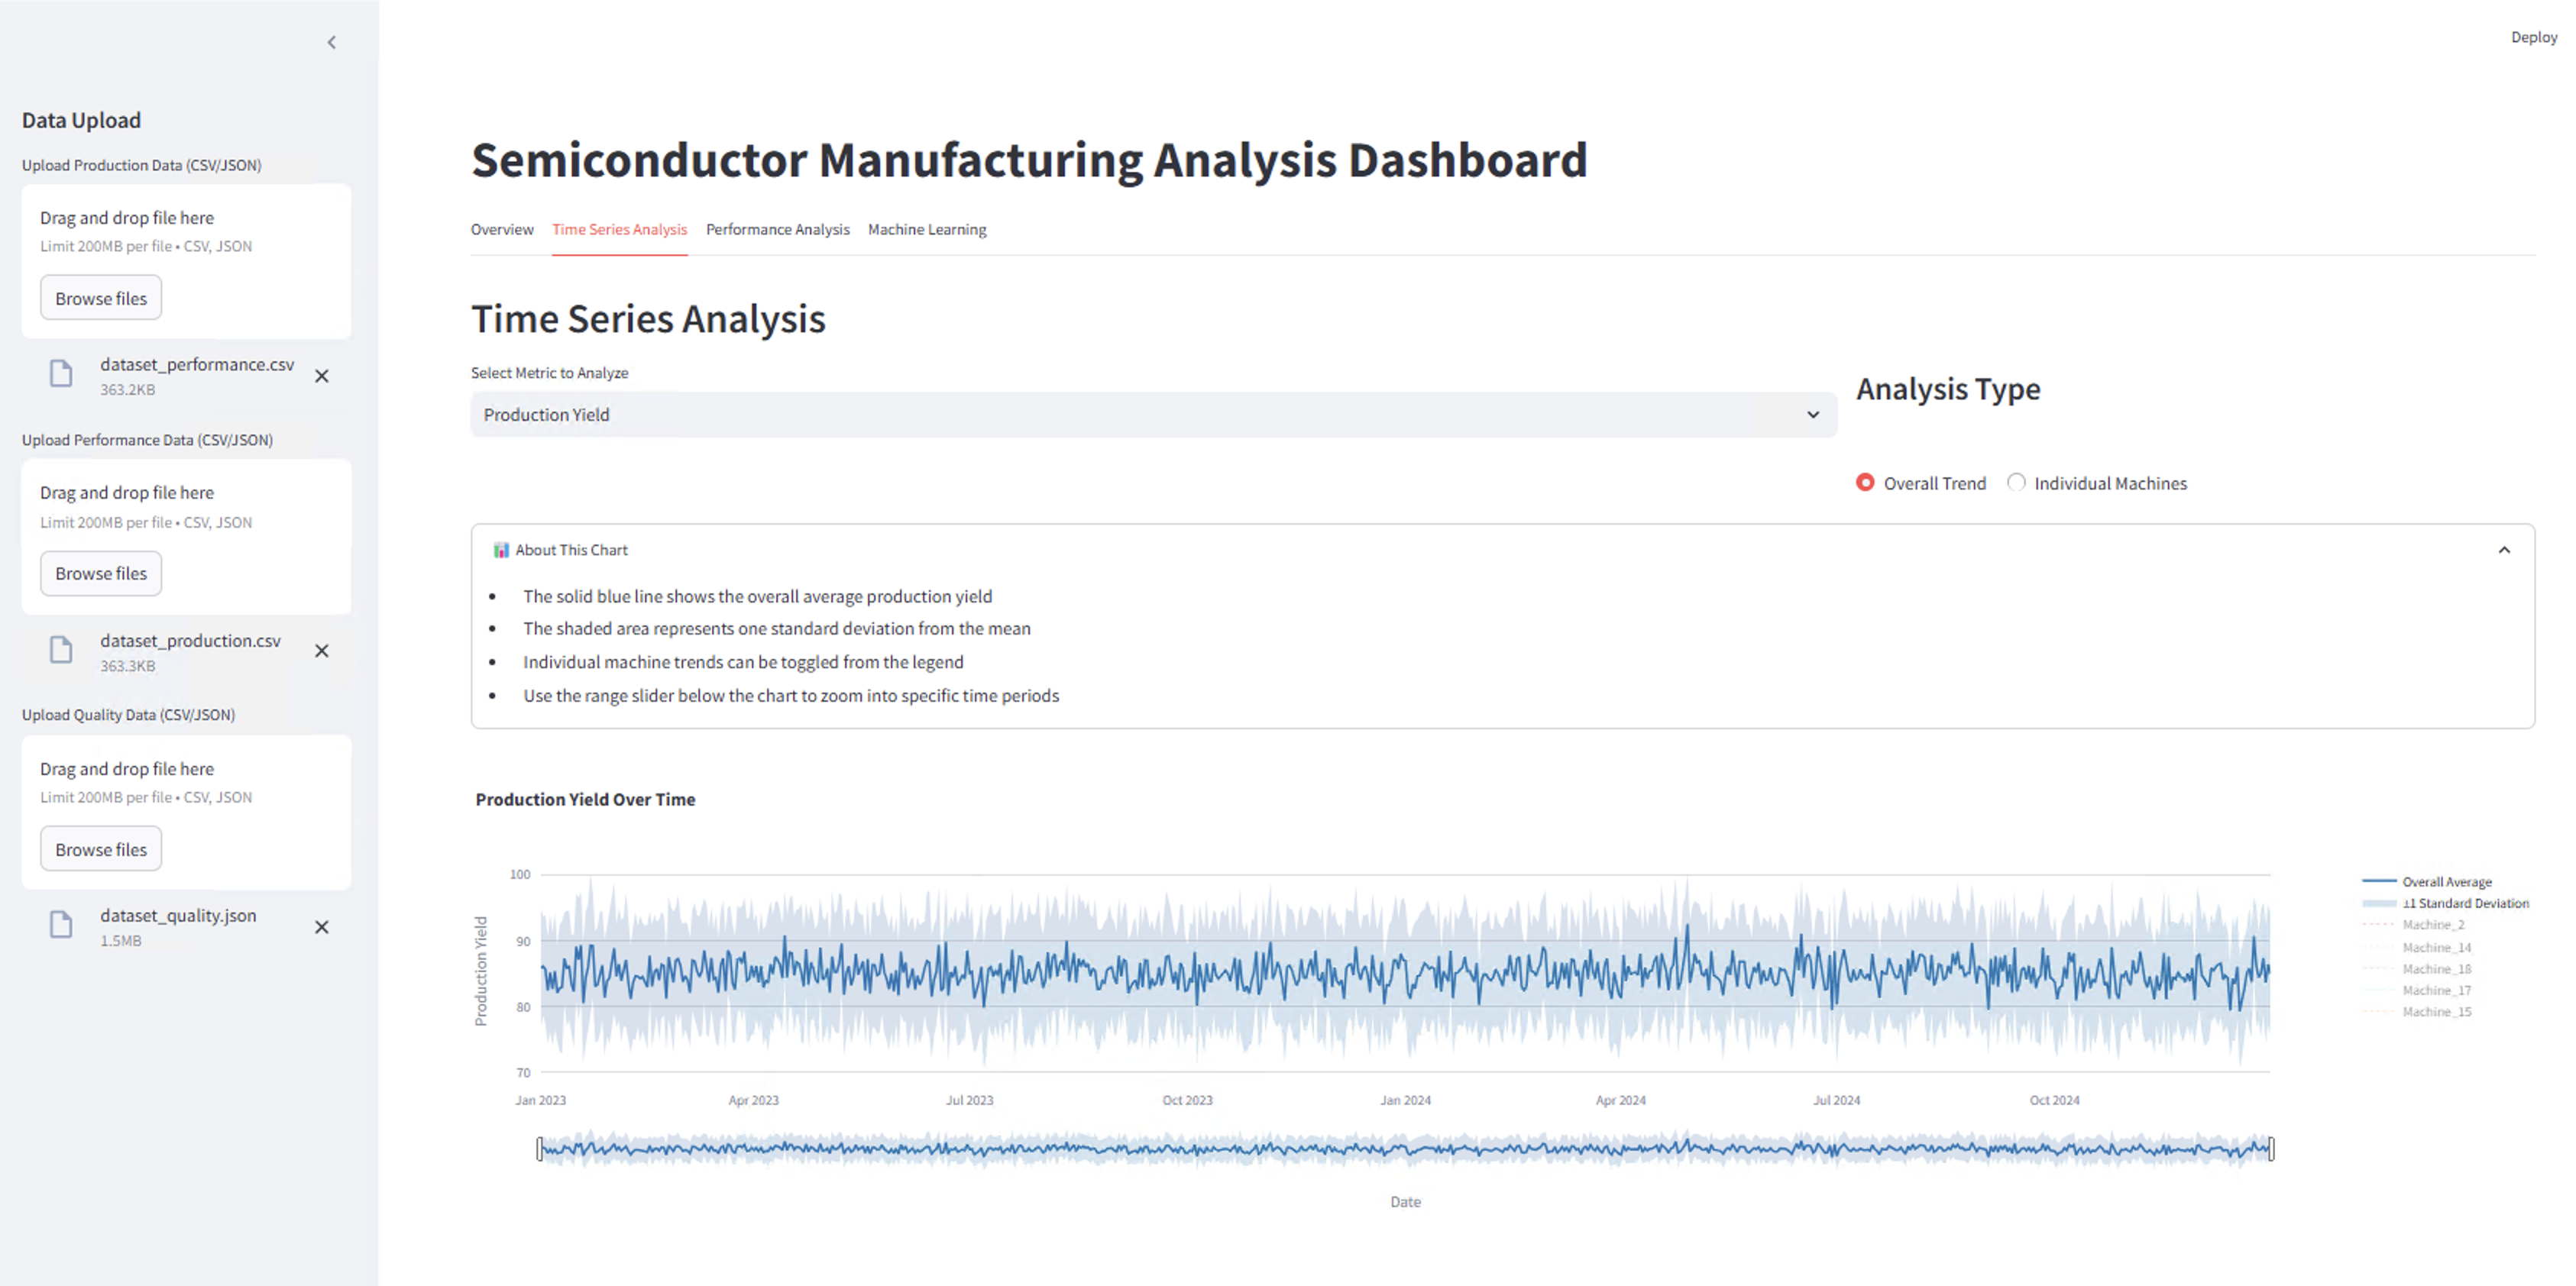 Deploy
Data Upload
Upload Production Data (CSV/JSON)
Drag and drop file here
Limit 200MB per file • CSV, JSON
Browse files
dataset_performance.csv
363.2KB
Upload Performance Data (CSV/JSON)
Drag and drop file here
Limit 200MB per file • CSV, JSON
Browse files
dataset_production.csv
363.3KB
Upload Quality Data (CSV/JSON)
Drag and drop file here
Limit 200MB per file • CSV, JSON
Browse files
dataset_quality.json
1.5MB
Semiconductor Manufacturing Analysis Dashboard
Overview Time Series Analysis Performance Analysis Machine Learning
Time Series Analysis
Select Metric to Analyze
Production Yield
Analysis Type
Overall Trend Individual Machines
About This Chart
• The solid blue line shows the overall average production yield
• The shaded area represents one standard deviation from the mean
• Individual machine trends can be toggled from the legend
• Use the range slider below the chart to zoom into specific time periods
Production Yield Over Time
Production Yield
100
90
80
70
Jan 2023 Apr 2023 Jul 2023 Oct 2023 Jan 2024 Apr 2024 Jul 2024 Oct 2024
Date
Overall Average
±1 Standard Deviation
Machine_2
Machine_14
Machine_18
Machine_17
Machine_15